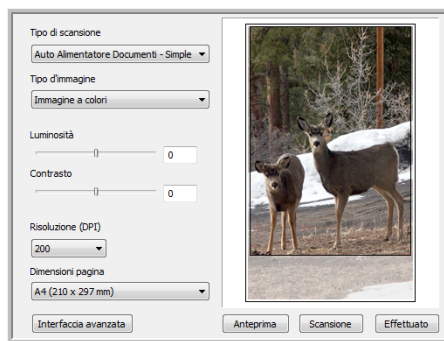 Tipo di scansione
Auto Alimentatore Documenti - Simple
Tipo d'immagine
Immagine a colori
Luminosità
0
Contrasto
0
Risoluzione (DPI)
200
Dimensioni pagina
A4 (210 x 297 mm)
Interfaccia avanzata
Anteprima
Scansione
Effettuato